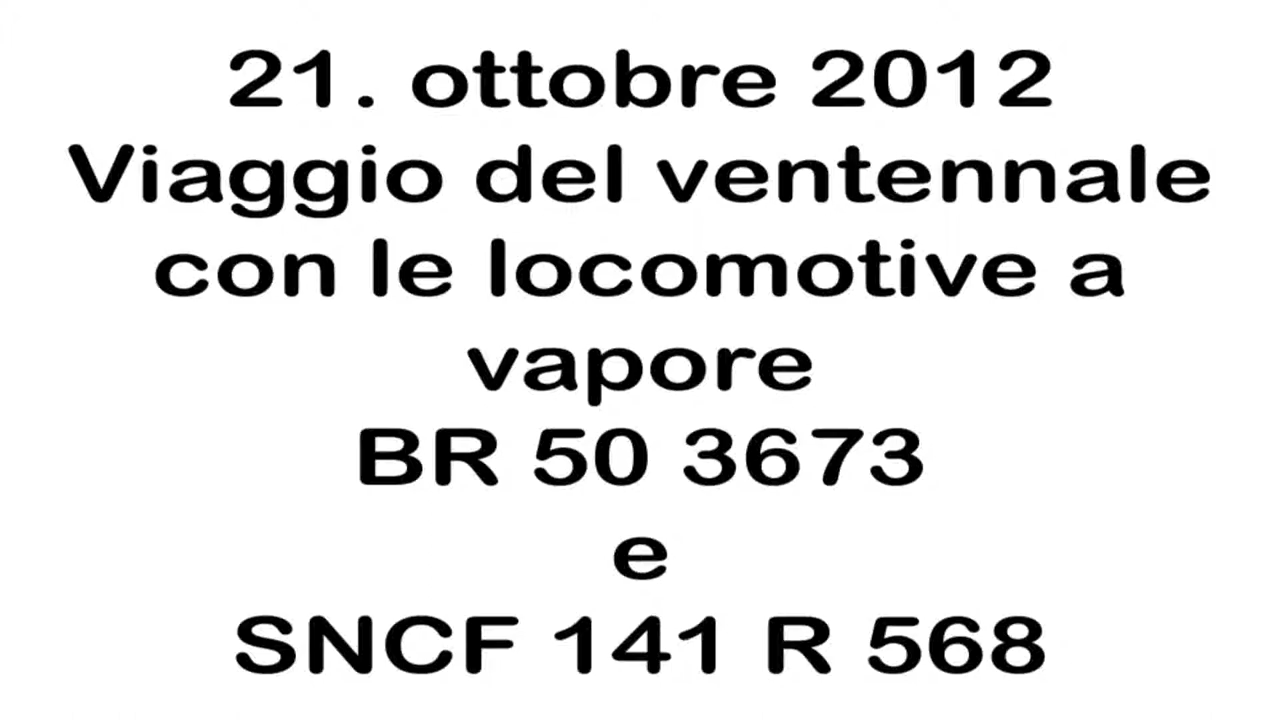 21. ottobre 2012
Viaggio del ventennale
con le locomotive a
vapore
BR 50 3673
e
SNCF 141 R 568